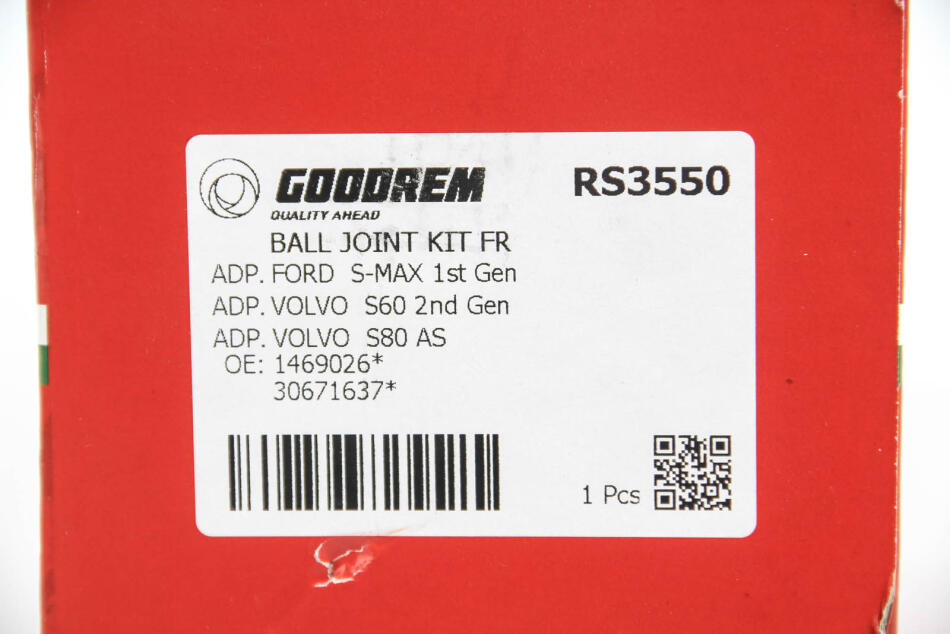 GOODREM
QUALITY AHEAD
RS3550
BALL JOINT KIT FR
ADP. FORD S-MAX 1st Gen
ADP. VOLVO S60 2nd Gen
ADP. VOLVO S80 AS
OE: 1469026*
30671637*
1 Pcs